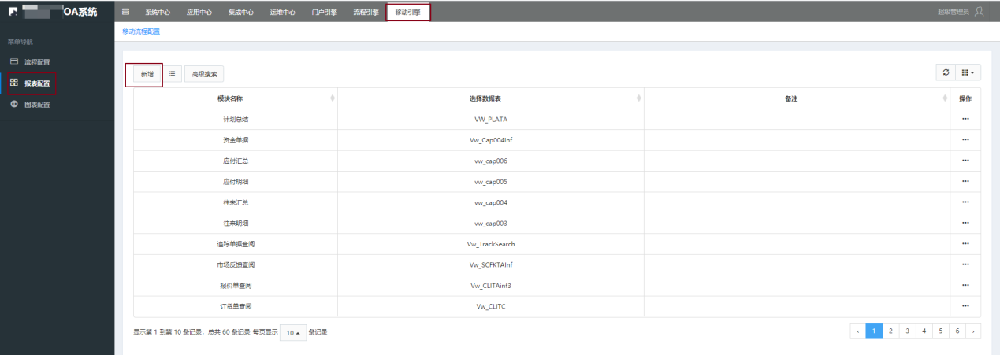 OA系统
系统中心 应用中心 集成中心 运维中心 门户引擎 流程引擎 移动引擎 超级管理员
移动流程配置
菜单导航
流程配置
报表配置
图表配置
新增 高级搜索
模块名称 选择数据表 备注 操作
计划总结 VW_PLATA
资金单据 Vw_Cap004Inf
应付汇总 vw_cap006
应付明细 vw_cap005
往来汇总 vw_cap004
往来明细 vw_cap003
追踪单据查阅 Vw_TrackSearch
市场反馈查阅 Vw_SCFKTAInf
报价单查阅 Vw_CLITAinf3
订货单查阅 Vw_CLITC
显示第 1 到第 10 条记录，总共 60 条记录 每页显示 10 条记录
‹ 1 2 3 4 5 6 ›